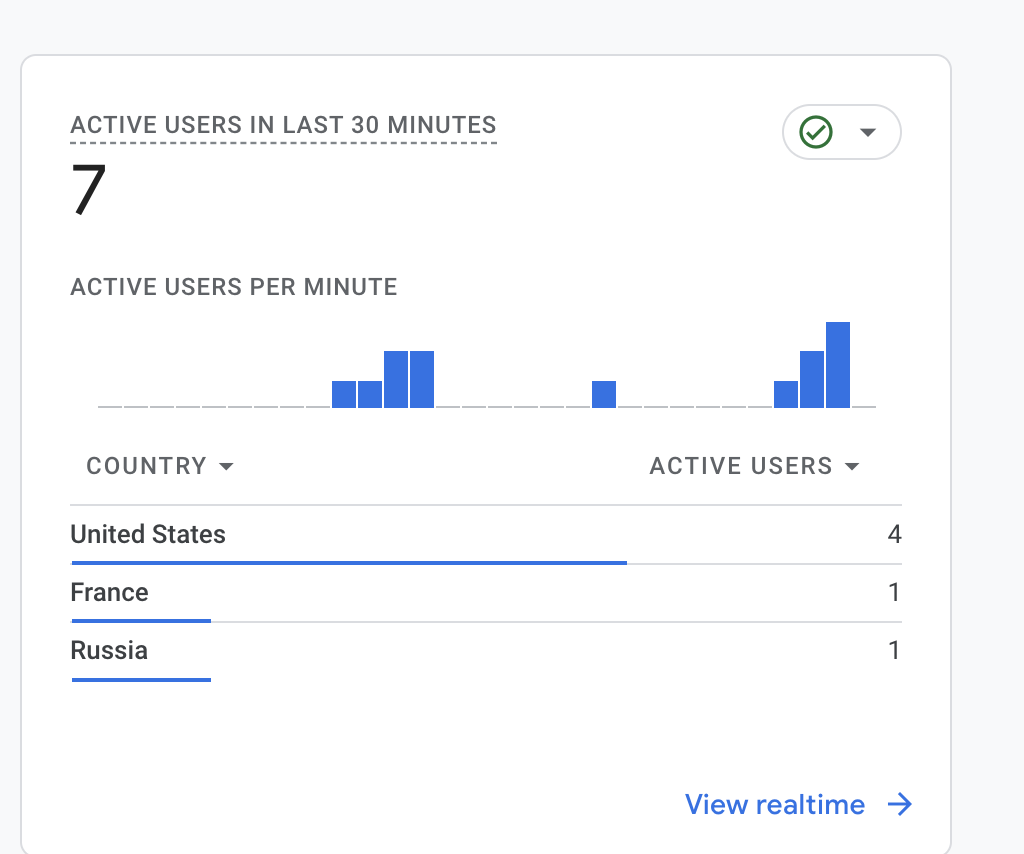 ACTIVE USERS IN LAST 30 MINUTES
7
ACTIVE USERS PER MINUTE
COUNTRY ACTIVE USERS
United States 4
France 1
Russia 1
View realtime